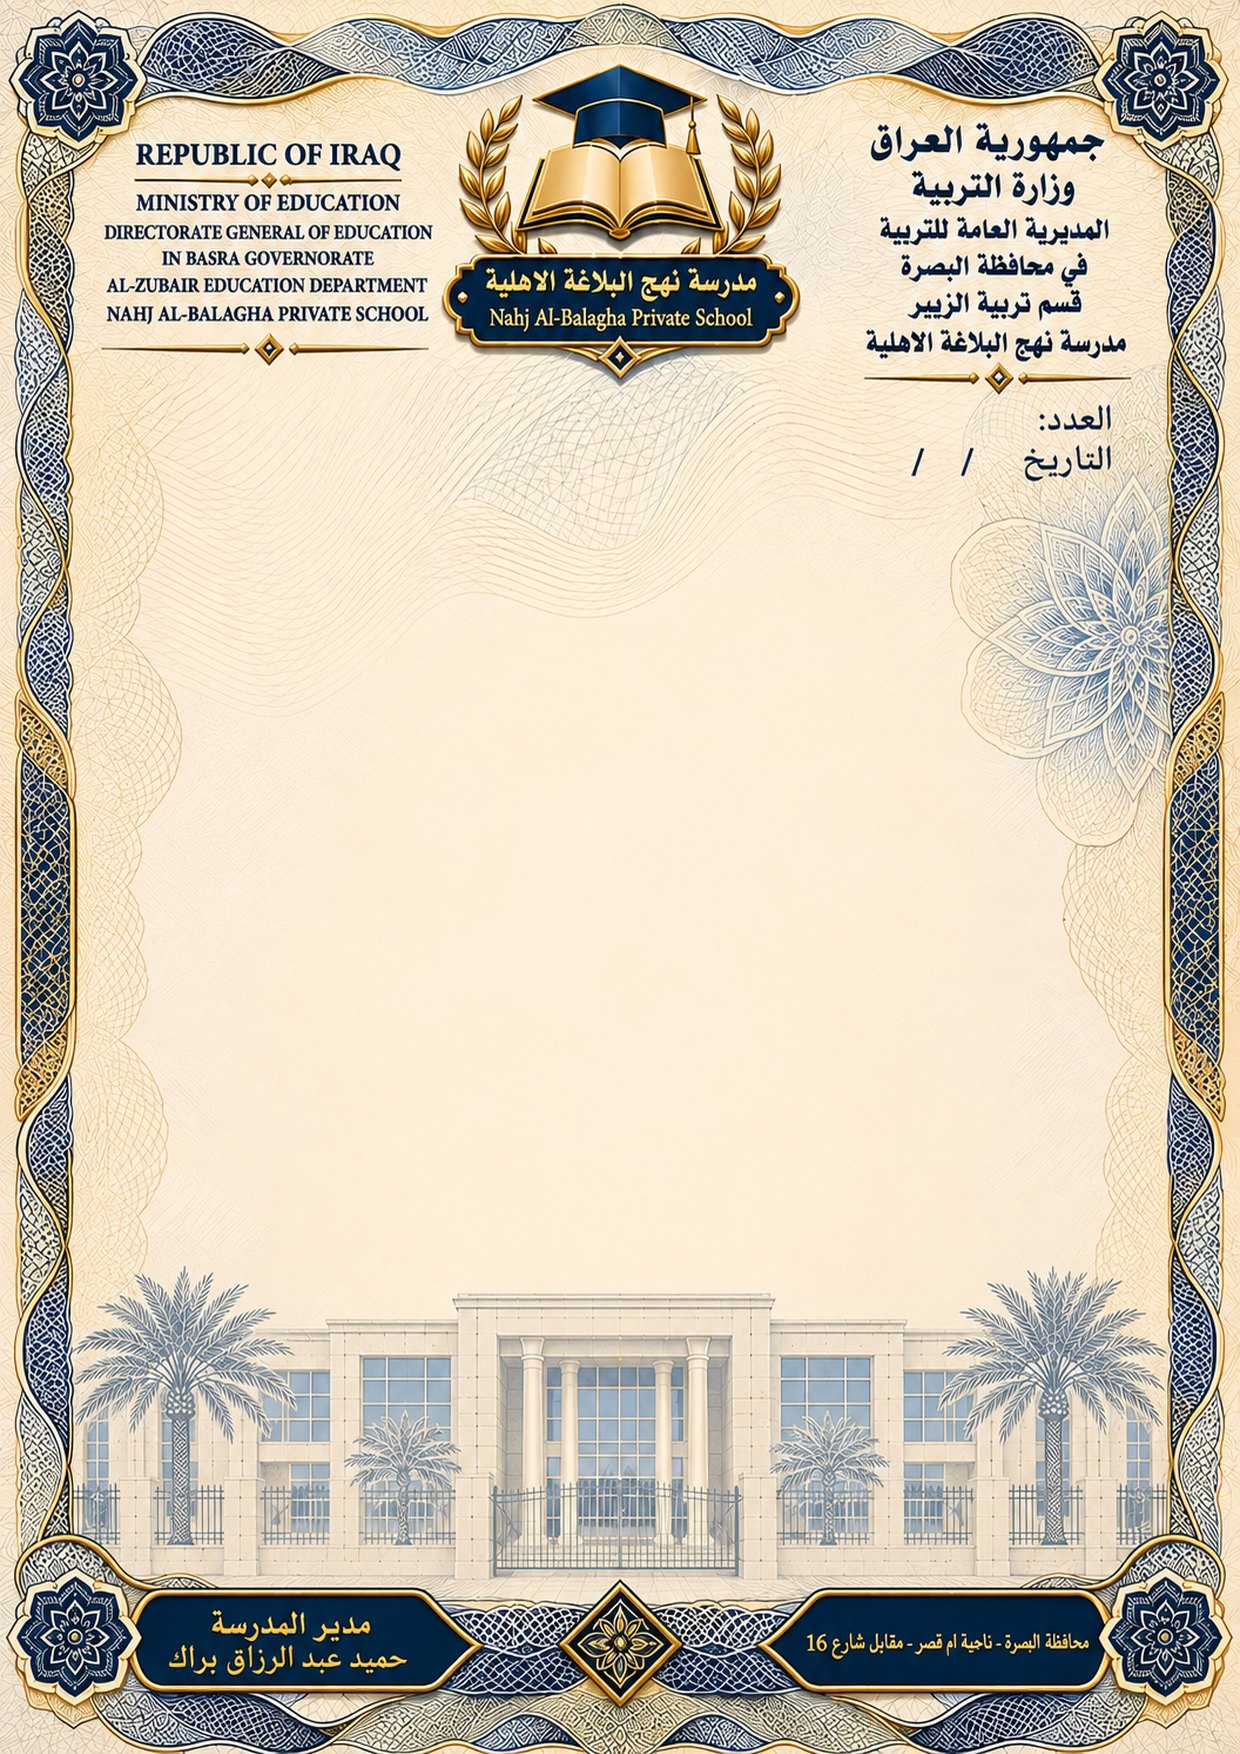 REPUBLIC OF IRAQ
MINISTRY OF EDUCATION
DIRECTORATE GENERAL OF EDUCATION
IN BASRA GOVERNORATE
AL-ZUBAIR EDUCATION DEPARTMENT
NAHJ AL-BALAGHA PRIVATE SCHOOL
مدرسة نهج البلاغة الاهلية
Nahj Al-Balagha Private School
جمهورية العراق
وزارة التربية
المديرية العامة للتربية
في محافظة البصرة
قسم تربية الزبير
مدرسة نهج البلاغة الاهلية
العدد:
التاريخ / /
مدير المدرسة
حميد عبد الرزاق براك
محافظة البصرة - ناحية ام قصر - مقابل شارع 16